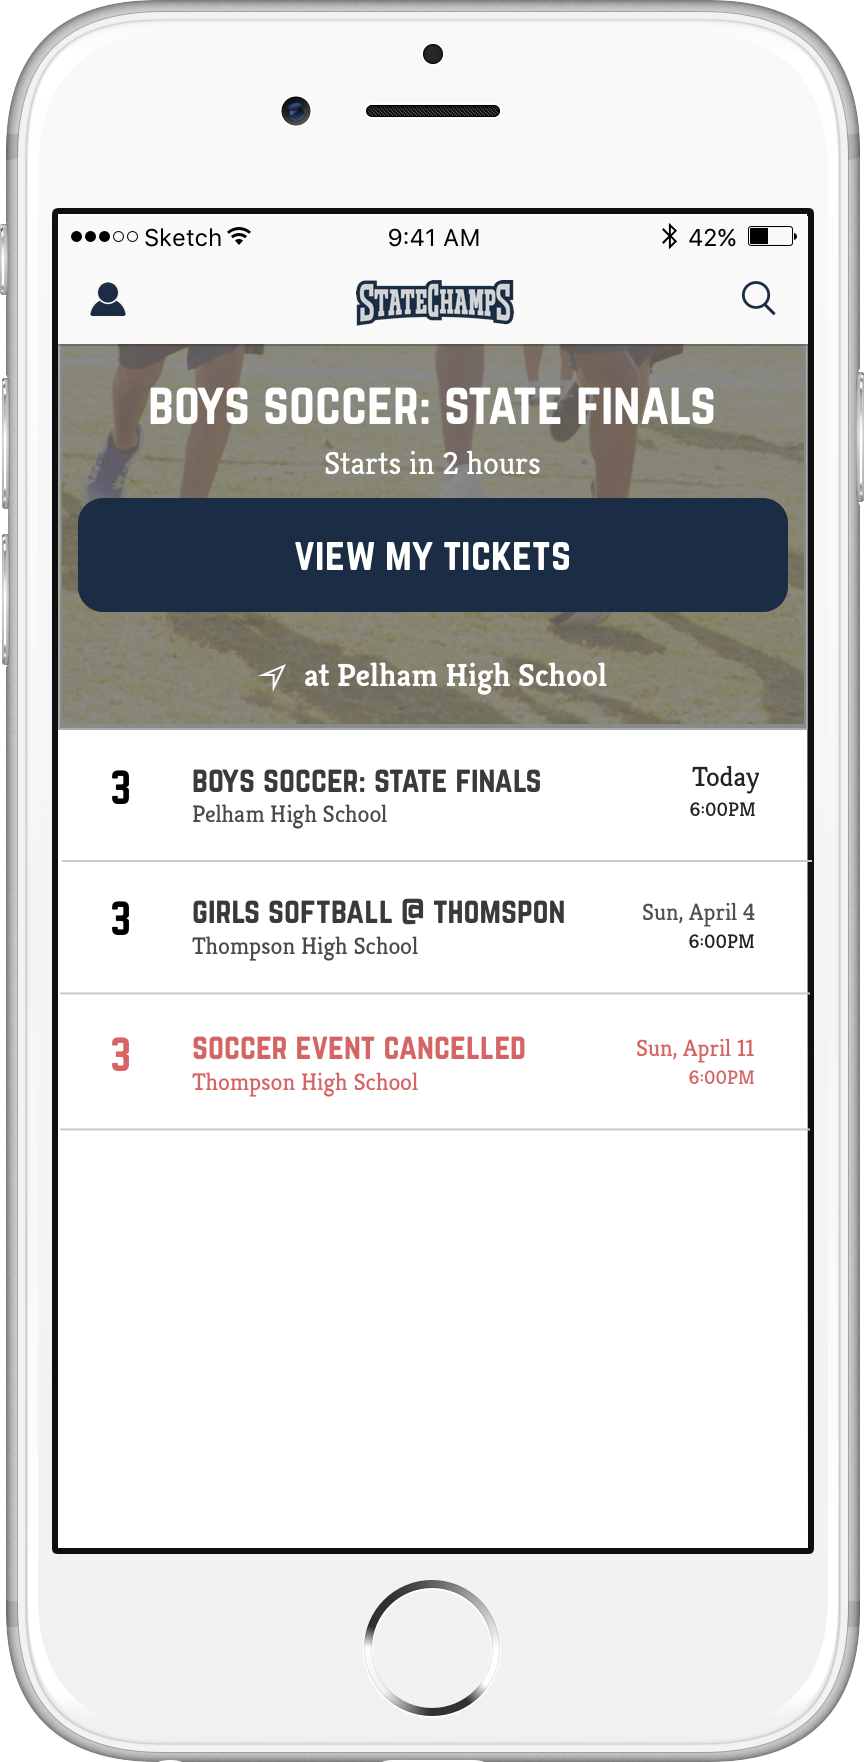 Sketch 9:41 AM 42%
STATECHAMPS
BOYS SOCCER: STATE FINALS
Starts in 2 hours
VIEW MY TICKETS
at Pelham High School
3 BOYS SOCCER: STATE FINALS Today
Pelham High School 6:00PM
3 GIRLS SOFTBALL @ THOMSPON Sun, April 4
Thompson High School 6:00PM
3 SOCCER EVENT CANCELLED Sun, April 11
Thompson High School 6:00PM